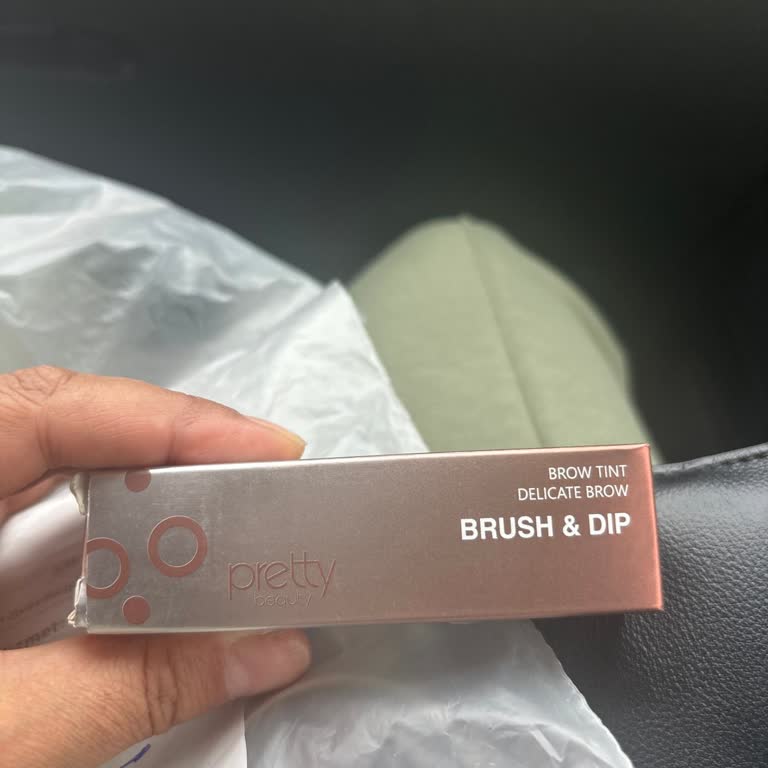 BROW TINT
DELICATE BROW
BRUSH & DIP
pretty
beauty